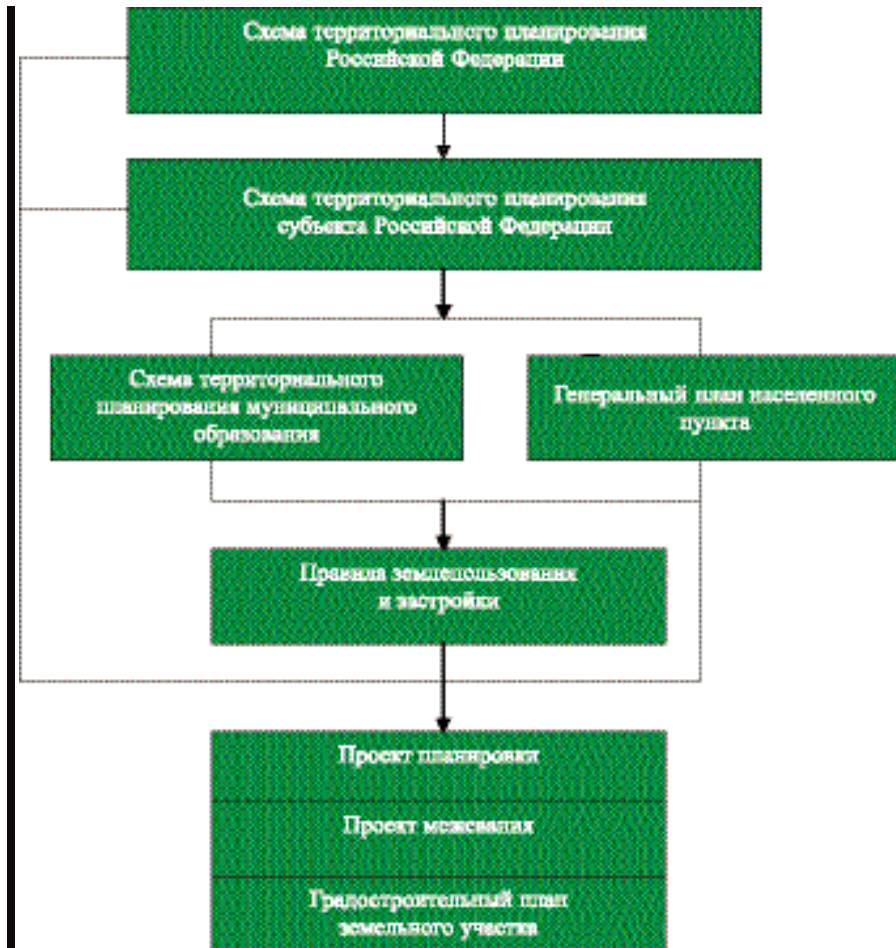 Схема территориального планирования
Российской Федерации
Схема территориального планирования
субъекта Российской Федерации
Схема территориального
планирования муниципального
образования
Генеральный план населенного
пункта
Правила землепользования
и застройки
Проект планировки
Проект межевания
Градостроительный план
земельного участка